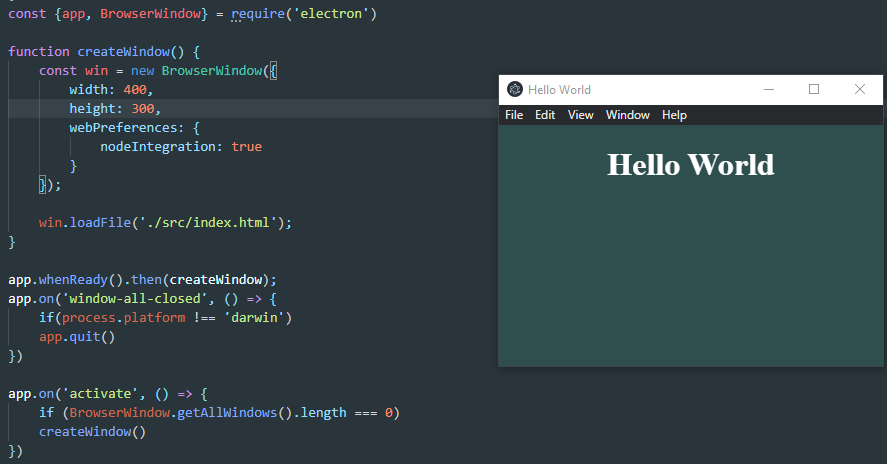 const {app, BrowserWindow} = require('electron')
function createWindow() {
const win = new BrowserWindow({
width: 400,
height: 300,
webPreferences: {
nodeIntegration: true
}
});
win.loadFile('./src/index.html');
}
app.whenReady().then(createWindow);
app.on('window-all-closed', () => {
if(process.platform !== 'darwin')
app.quit()
})
app.on('activate', () => {
if (BrowserWindow.getAllWindows().length === 0)
createWindow()
})
Hello World
File Edit View Window Help
Hello World